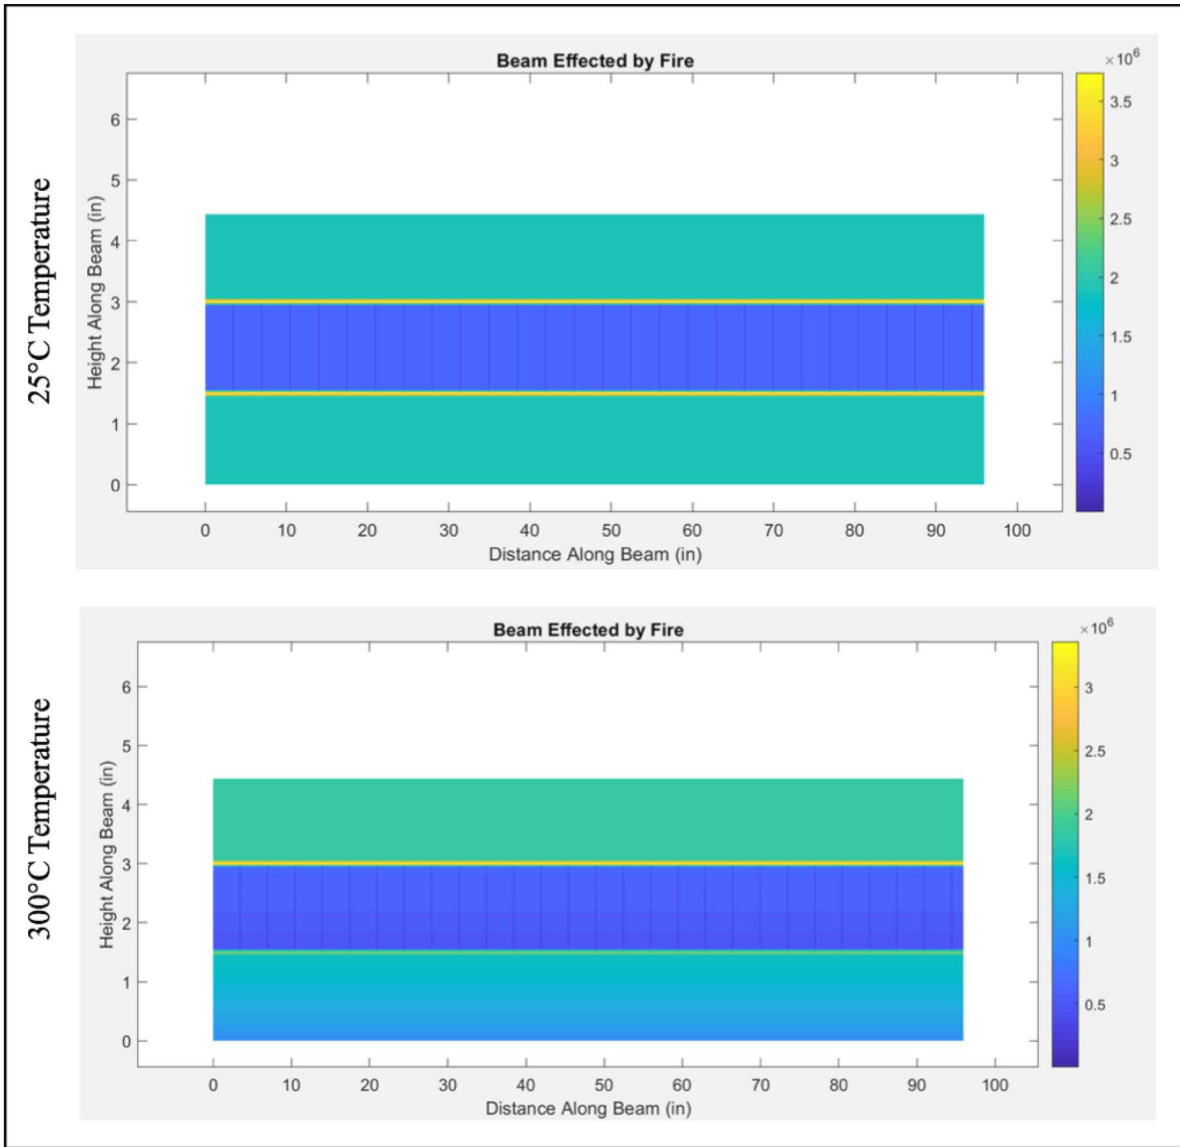 25°C Temperature
Beam Effected by Fire
×10⁶
Height Along Beam (in)
6
5
4
3
2
1
0
0 10 20 30 40 50 60 70 80 90 100
Distance Along Beam (in)
3.5
3
2.5
2
1.5
1
0.5
300°C Temperature
Beam Effected by Fire
×10⁶
Height Along Beam (in)
6
5
4
3
2
1
0
0 10 20 30 40 50 60 70 80 90 100
Distance Along Beam (in)
3
2.5
2
1.5
1
0.5